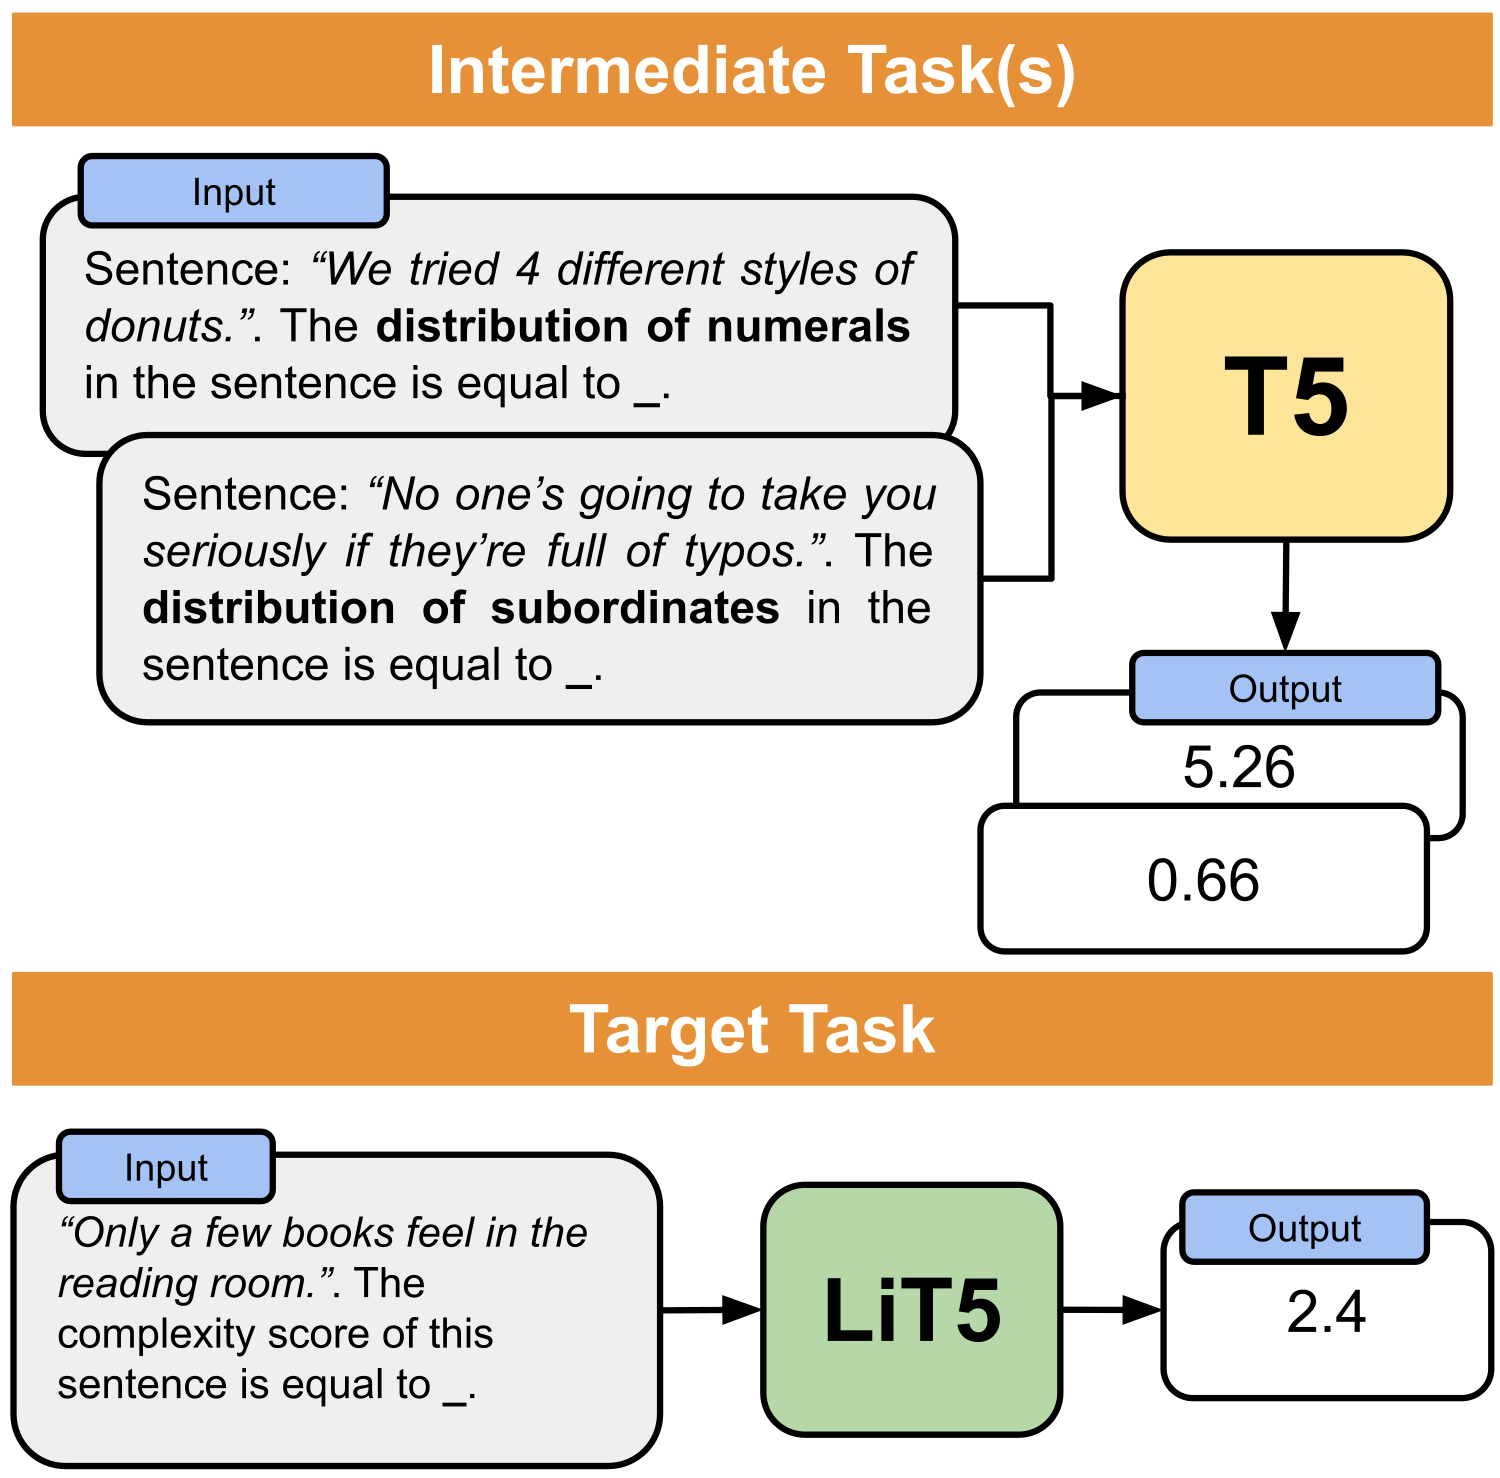 Intermediate Task(s)
Input
Sentence: “We tried 4 different styles of
donuts.”. The distribution of numerals
in the sentence is equal to _.
Sentence: “No one’s going to take you
seriously if they’re full of typos.”. The
distribution of subordinates in the
sentence is equal to _.
T5
Output
5.26
0.66
Target Task
Input
“Only a few books feel in the
reading room.”. The
complexity score of this
sentence is equal to _.
LiT5
Output
2.4